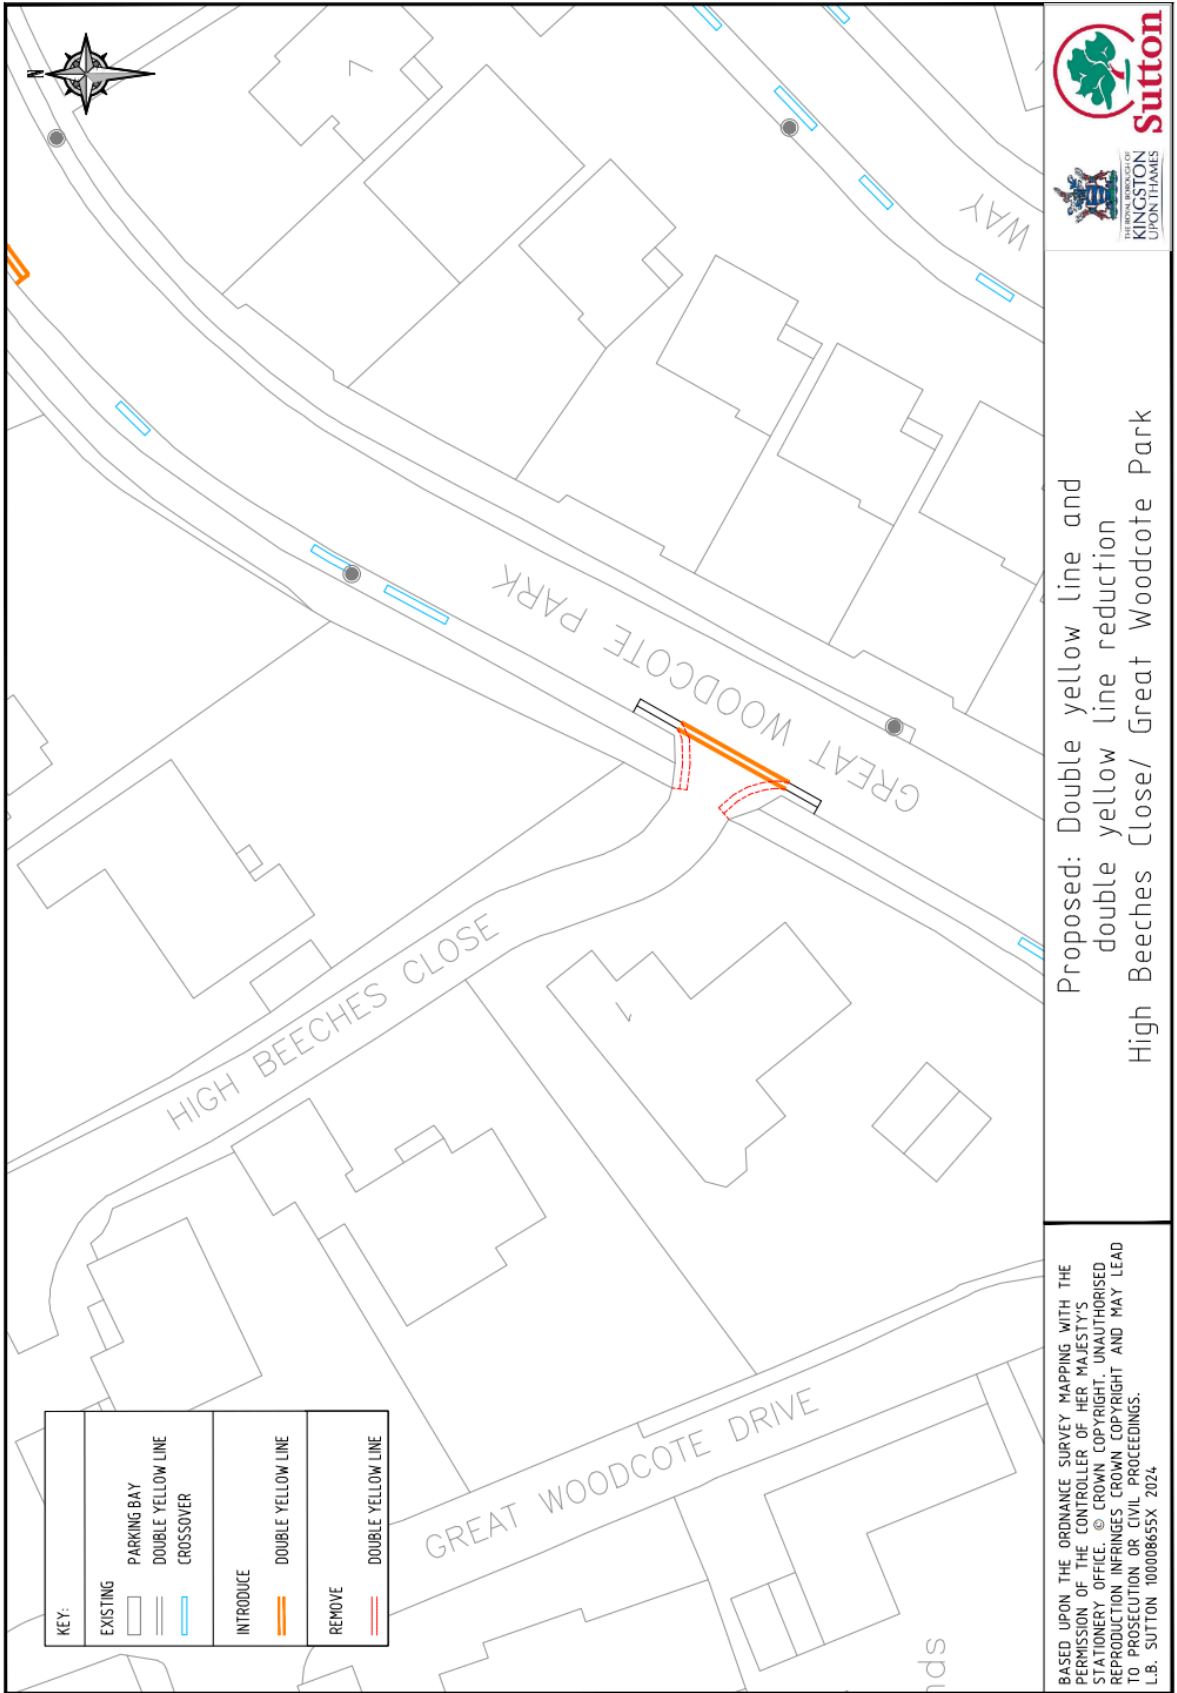 N
7
WAY
GREAT WOODCOTE PARK
HIGH BEECHES CLOSE
1
GREAT WOODCOTE DRIVE
nds
KEY:
EXISTING
PARKING BAY
DOUBLE YELLOW LINE
CROSSOVER
INTRODUCE
DOUBLE YELLOW LINE
REMOVE
DOUBLE YELLOW LINE
BASED UPON THE ORDNANCE SURVEY MAPPING WITH THE
PERMISSION OF THE CONTROLLER OF HER MAJESTY'S
STATIONERY OFFICE. © CROWN COPYRIGHT. UNAUTHORISED
REPRODUCTION INFRINGES CROWN COPYRIGHT AND MAY LEAD
TO PROSECUTION OR CIVIL PROCEEDINGS.
L.B. SUTTON 100008655X 2024
Proposed: Double yellow line and
double yellow line reduction
High Beeches Close/ Great Woodcote Park
THE ROYAL BOROUGH OF
KINGSTON
UPON THAMES
Sutton